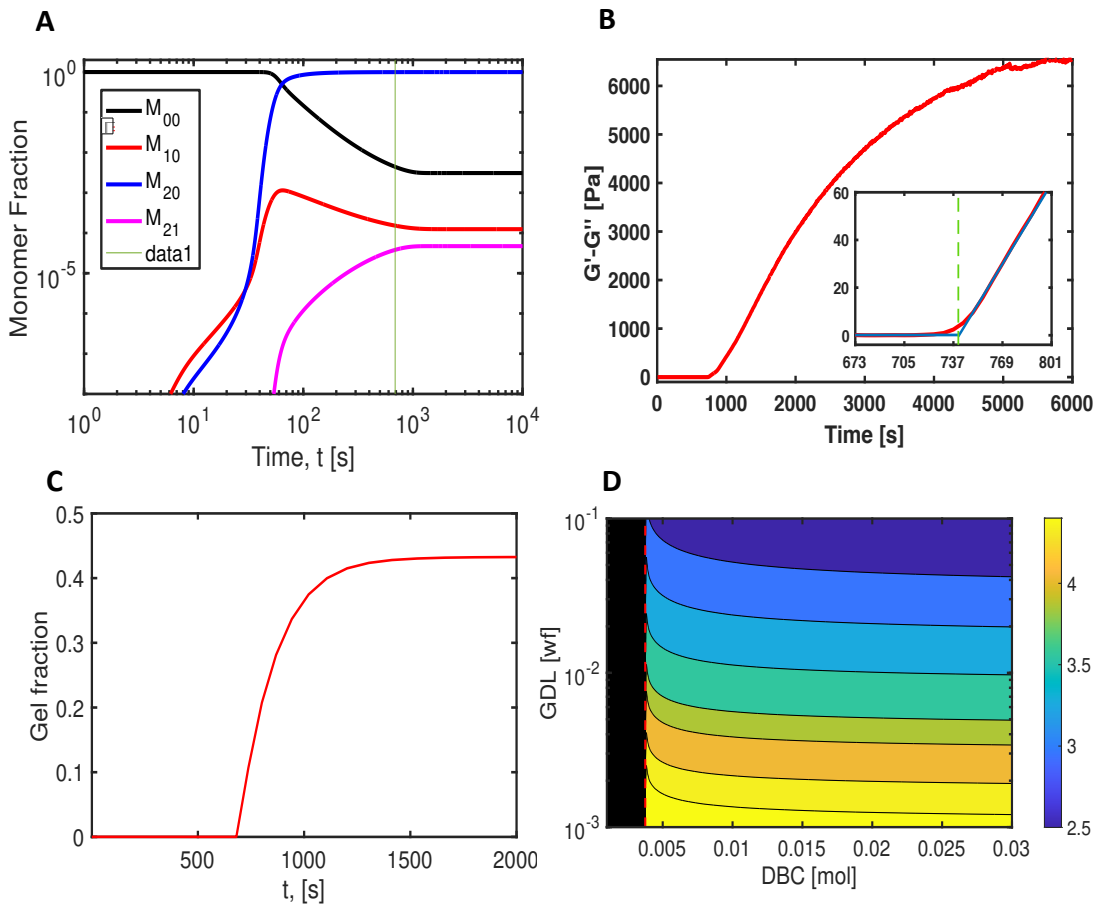 A
Monomer Fraction
10^0
10^-5
M_00
M_10
M_20
M_21
data1
10^0 10^1 10^2 10^3 10^4
Time, t [s]
B
G'-G'' [Pa]
6000
5000
4000
3000
2000
1000
0
60
40
20
0
673 705 737 769 801
0 1000 2000 3000 4000 5000 6000
Time [s]
C
Gel fraction
0.5
0.4
0.3
0.2
0.1
0
500 1000 1500 2000
t, [s]
D
GDL [wf]
10^-1
10^-2
10^-3
0.005 0.01 0.015 0.02 0.025 0.03
DBC [mol]
4
3.5
3
2.5